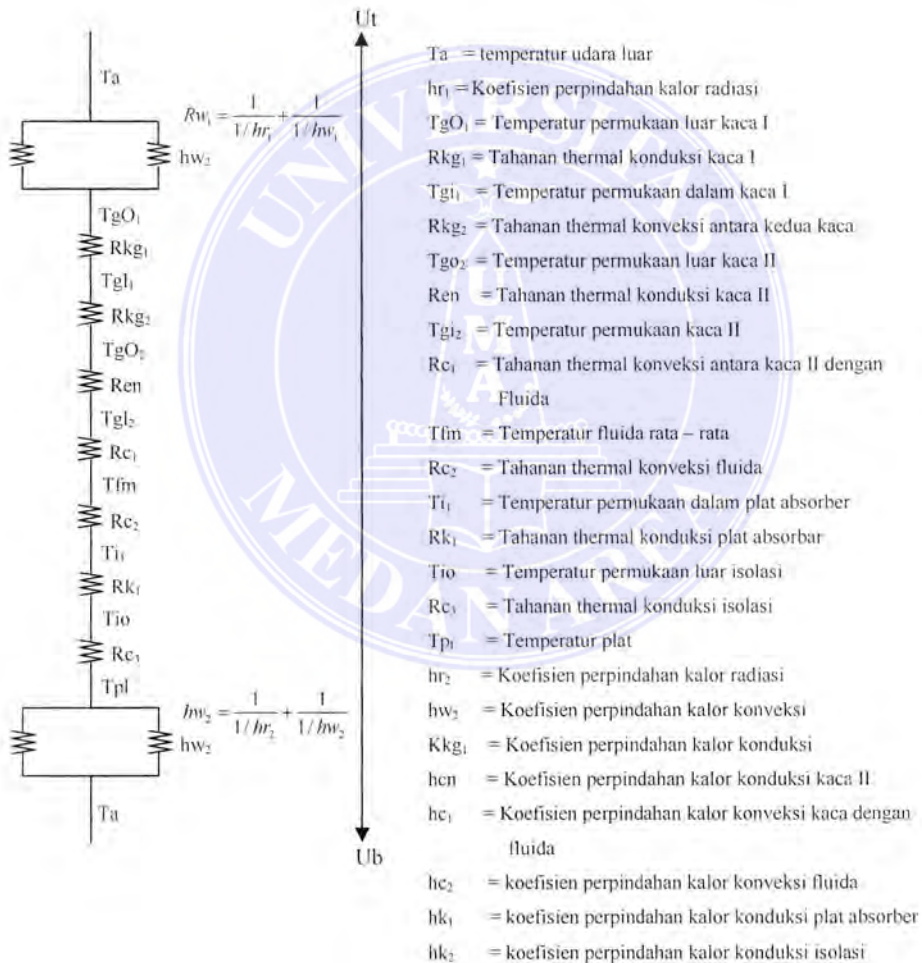 Ut
Ta
Rw₁ = 1/(1/hr₁) + 1/(1/hw₁)
hw₂
TgO₁
Rkg₁
Tgl₁
Rkg₂
TgO₂
Ren
Tgl₂
Rc₁
Tfm
Rc₂
Ti₁
Rk₁
Tio
Rc₃
Tpl
hw₂ = 1/(1/hr₂) + 1/(1/hw₂)
hw₂
Ta
Ub
Ta = temperatur udara luar
hr₁ = Koefisien perpindahan kalor radiasi
TgO₁ = Temperatur permukaan luar kaca I
Rkg₁ = Tahanan thermal konduksi kaca I
Tgi₁ = Temperatur permukaan dalam kaca I
Rkg₂ = Tahanan thermal konveksi antara kedua kaca
Tgo₂ = Temperatur permukaan luar kaca II
Ren = Tahanan thermal konduksi kaca II
Tgi₂ = Temperatur permukaan kaca II
Rc₁ = Tahanan thermal konveksi antara kaca II dengan
Fluida
Tfm = Temperatur fluida rata – rata
Rc₂ = Tahanan thermal konveksi fluida
Ti₁ = Temperatur permukaan dalam plat absorber
Rk₁ = Tahanan thermal konduksi plat absorbar
Tio = Temperatur permukaan luar isolasi
Rc₃ = Tahanan thermal konduksi isolasi
Tp₁ = Temperatur plat
hr₂ = Koefisien perpindahan kalor radiasi
hw₂ = Koefisien perpindahan kalor konveksi
Kkg₁ = Koefisien perpindahan kalor konduksi
hcn = Koefisien perpindahan kalor konduksi kaca II
hc₁ = Koefisien perpindahan kalor konveksi kaca dengan
fluida
hc₂ = koefisien perpindahan kalor konveksi fluida
hk₁ = koefisien perpindahan kalor konduksi plat absorber
hk₂ = koefisien perpindahan kalor konduksi isolasi
UNIVERSITAS
MEDAN AREA
UMA